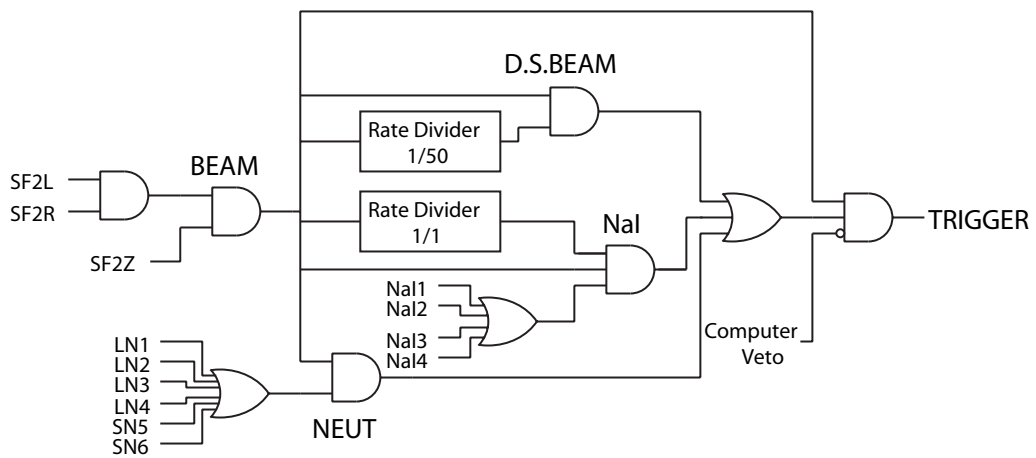 D.S.BEAM
Rate Divider
1/50
BEAM
SF2L
SF2R
SF2Z
Rate Divider
1/1
NaI
TRIGGER
NaI1
NaI2
NaI3
NaI4
Computer
Veto
LN1
LN2
LN3
LN4
SN5
SN6
NEUT